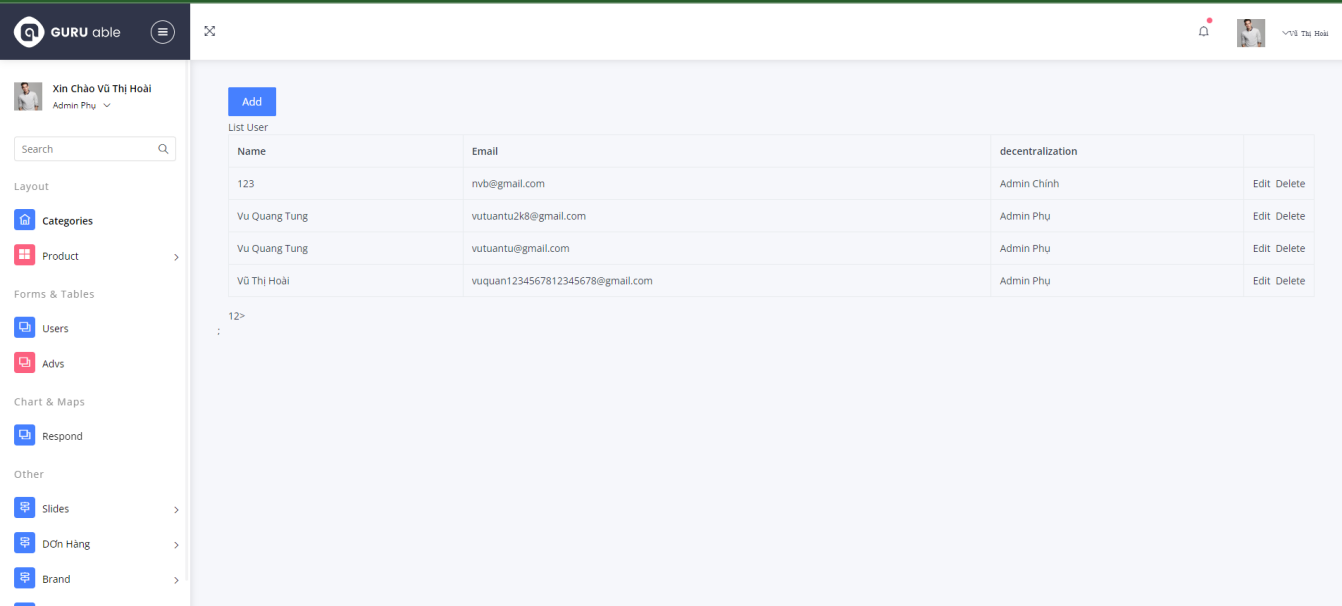 GURU able
Vũ Thị Hoài
Xin Chào Vũ Thị Hoài
Admin Phụ
Search
Layout
Categories
Product
Forms & Tables
Users
Advs
Chart & Maps
Respond
Other
Slides
DƠn Hàng
Brand
Add
List User
Name Email decentralization
123 nvb@gmail.com Admin Chính Edit Delete
Vu Quang Tung vutuantu2k8@gmail.com Admin Phụ Edit Delete
Vu Quang Tung vutuantu@gmail.com Admin Phụ Edit Delete
Vũ Thị Hoài vuquan1234567812345678@gmail.com Admin Phụ Edit Delete
12>
;